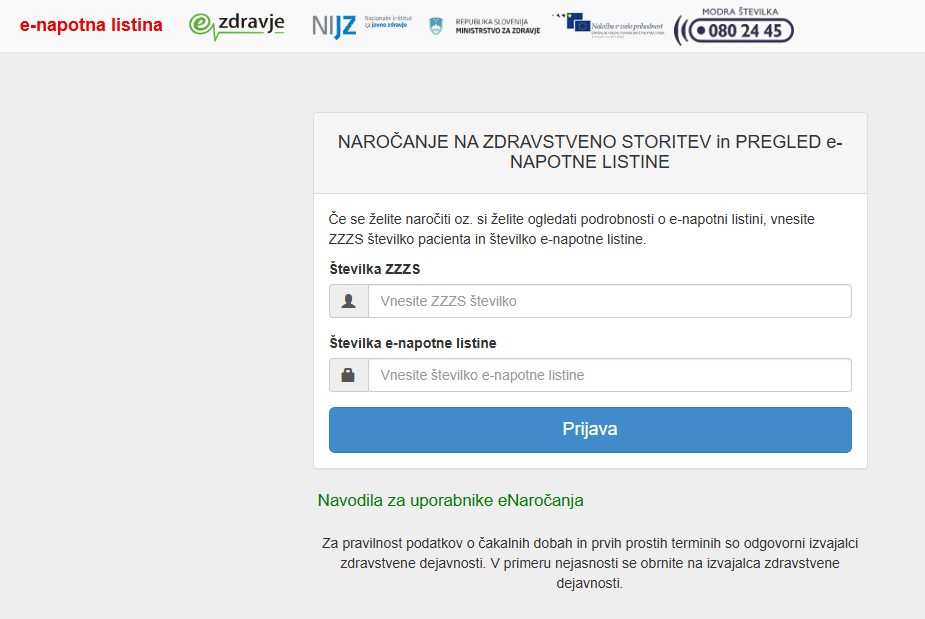 e-napotna listina
zdravje
NIJZ
Nacionalni inštitut
za javno zdravje
REPUBLIKA SLOVENIJA
MINISTRSTVO ZA ZDRAVJE
Naložba v vašo prihodnost
MODRA ŠTEVILKA
080 24 45
NAROČANJE NA ZDRAVSTVENO STORITEV in PREGLED e-
NAPOTNE LISTINE
Če se želite naročiti oz. si želite ogledati podrobnosti o e-napotni listini, vnesite
ZZZS številko pacienta in številko e-napotne listine.
Številka ZZZS
Vnesite ZZZS številko
Številka e-napotne listine
Vnesite številko e-napotne listine
Prijava
Navodila za uporabnike eNaročanja
Za pravilnost podatkov o čakalnih dobah in prvih prostih terminih so odgovorni izvajalci
zdravstvene dejavnosti. V primeru nejasnosti se obrnite na izvajalca zdravstvene
dejavnosti.